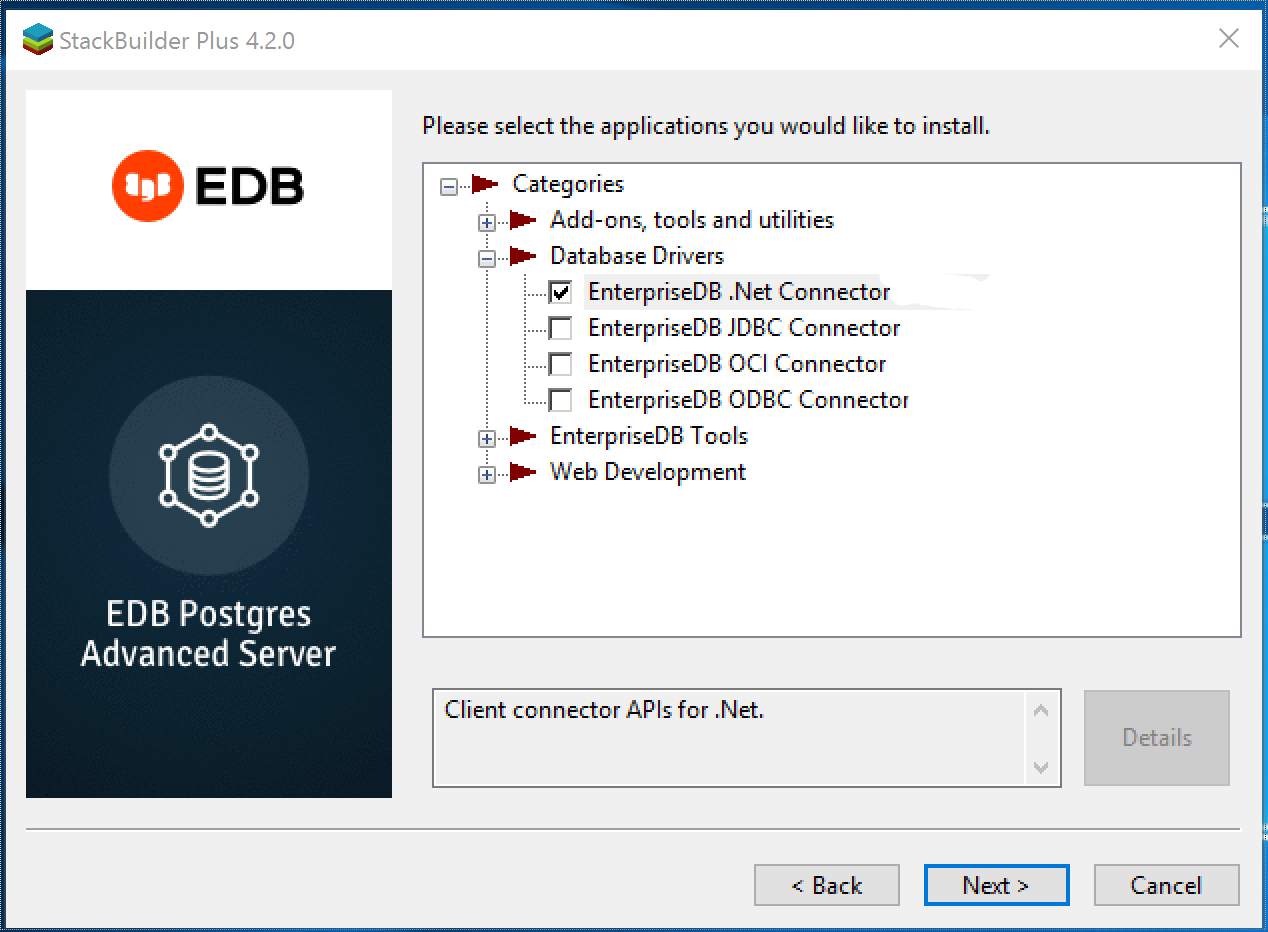 StackBuilder Plus 4.2.0
EDB
EDB Postgres
Advanced Server
Please select the applications you would like to install.
Categories
Add-ons, tools and utilities
Database Drivers
EnterpriseDB .Net Connector
EnterpriseDB JDBC Connector
EnterpriseDB OCI Connector
EnterpriseDB ODBC Connector
EnterpriseDB Tools
Web Development
Client connector APIs for .Net.
Details
< Back
Next >
Cancel